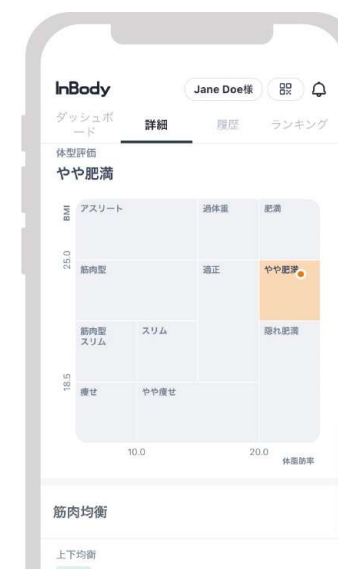 InBody
Jane Doe様
ダッシュボ
ード
詳細
履歴
ランキング
体型評価
やや肥満
BMI
アスリート
過体重
肥満
25.0
筋肉型
適正
やや肥満
筋肉型
スリム
スリム
隠れ肥満
18.5
痩せ
やや痩せ
10.0
20.0
体脂肪率
筋肉均衡
上下均衡